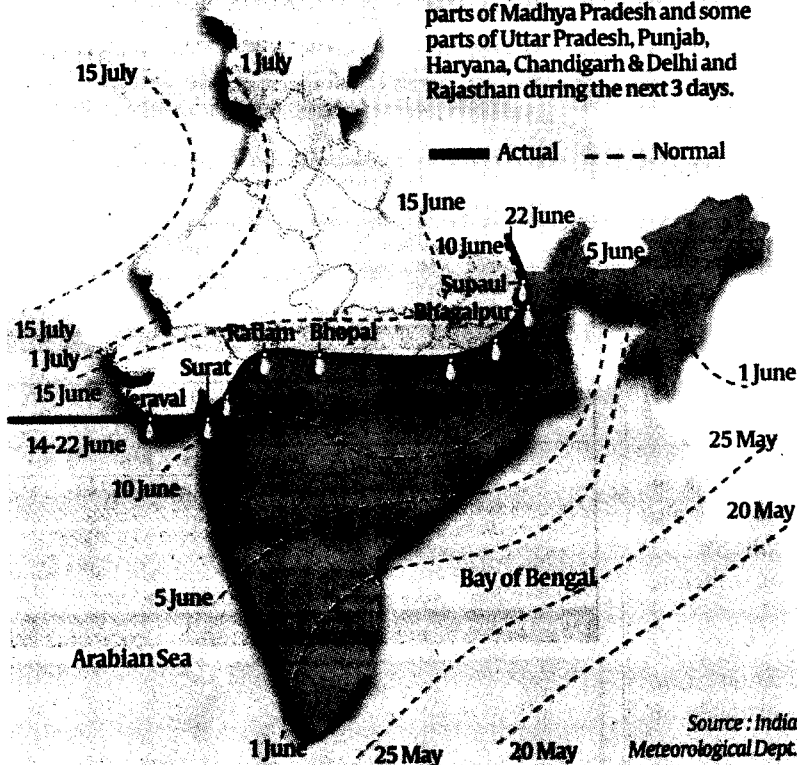 parts of Madhya Pradesh and some
parts of Uttar Pradesh, Punjab,
Haryana, Chandigarh & Delhi and
Rajasthan during the next 3 days.
15 July
1 July
Actual
Normal
15 June
22 June
10 June
5 June
Supaul
Bhagalpur
15 July
Ratlam
Bhopal
1 July
Surat
15 June
Veraval
1 June
14-22 June
25 May
10 June
20 May
Bay of Bengal
5 June
Arabian Sea
Source : India
Meteorological Dept.
1 June
25 May
20 May